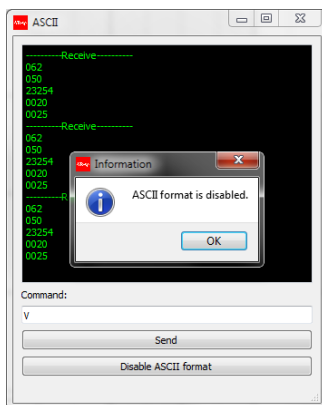 ASCII
----------Receive----------
062
050
23254
0020
0025
----------Receive----------
062
050
23254
0020
0025
----------R
062
050
23254
0020
0025
Information
ASCII format is disabled.
OK
Command:
V
Send
Disable ASCII format